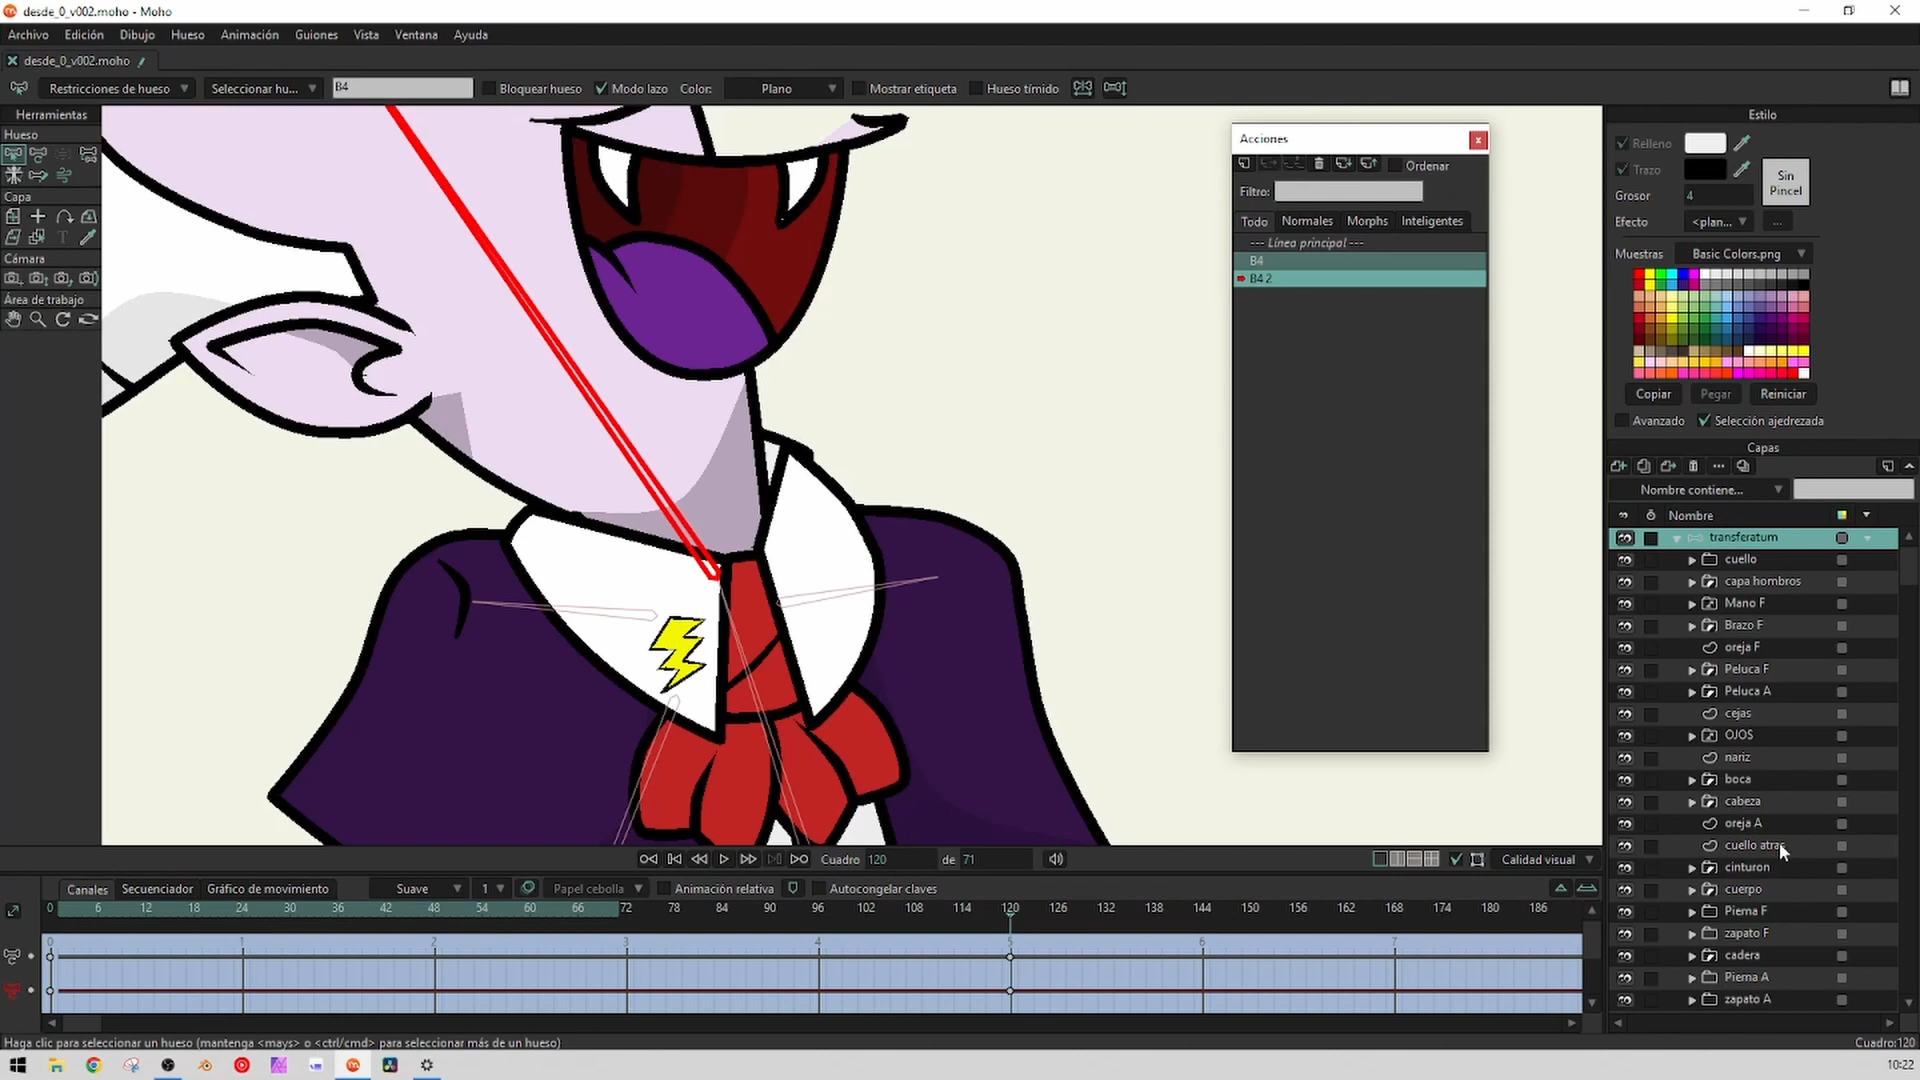 desde_0_v002.moho - Moho
Archivo Edición Dibujo Hueso Animación Guiones Vista Ventana Ayuda
desde_0_v002.moho
Restricciones de hueso Seleccionar hu... B4 Bloquear hueso Modo lazo Color: Plano Mostrar etiqueta Hueso tímido
Herramientas
Hueso
Capa
Cámara
Área de trabajo
Acciones
Ordenar
Filtro:
Todo Normales Morphs Inteligentes
--- Línea principal ---
B4
B4 2
Estilo
Relleno
Trazo
Sin Pincel
Grosor 4
Efecto <plan... ...
Muestras Basic Colors.png
Copiar Pegar Reiniciar
Avanzado Selección ajedrezada
Capas
Nombre contiene...
Nombre
transferatum
cuello
capa hombros
Mano F
Brazo F
oreja F
Peluca F
Peluca A
cejas
OJOS
nariz
boca
cabeza
oreja A
cuello atras
cinturon
cuerpo
Pierna F
zapato F
cadera
Pierna A
zapato A
Cuadro 120 de 71 Calidad visual
Canales Secuenciador Gráfico de movimiento Suave 1 Papel cebolla Animación relativa Autocongelar claves
0 6 12 18 24 30 36 42 48 54 60 66 72 78 84 90 96 102 108 114 120 126 132 138 144 150 156 162 168 174 180 186
0 1 2 3 4 5 6 7
Haga clic para seleccionar un hueso (mantenga <mays> o <ctrl/cmd> para seleccionar más de un hueso) Cuadro:120
10:22